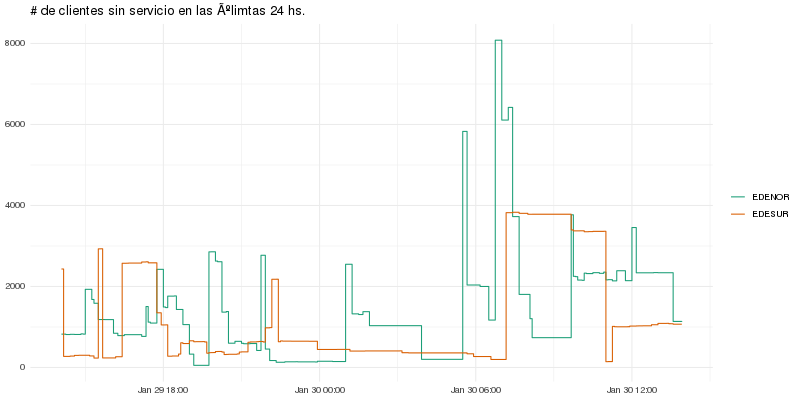 # de clientes sin servicio en las Ãºlimtas 24 hs.
8000
6000
4000
2000
0
Jan 29 18:00
Jan 30 00:00
Jan 30 06:00
Jan 30 12:00
EDENOR
EDESUR